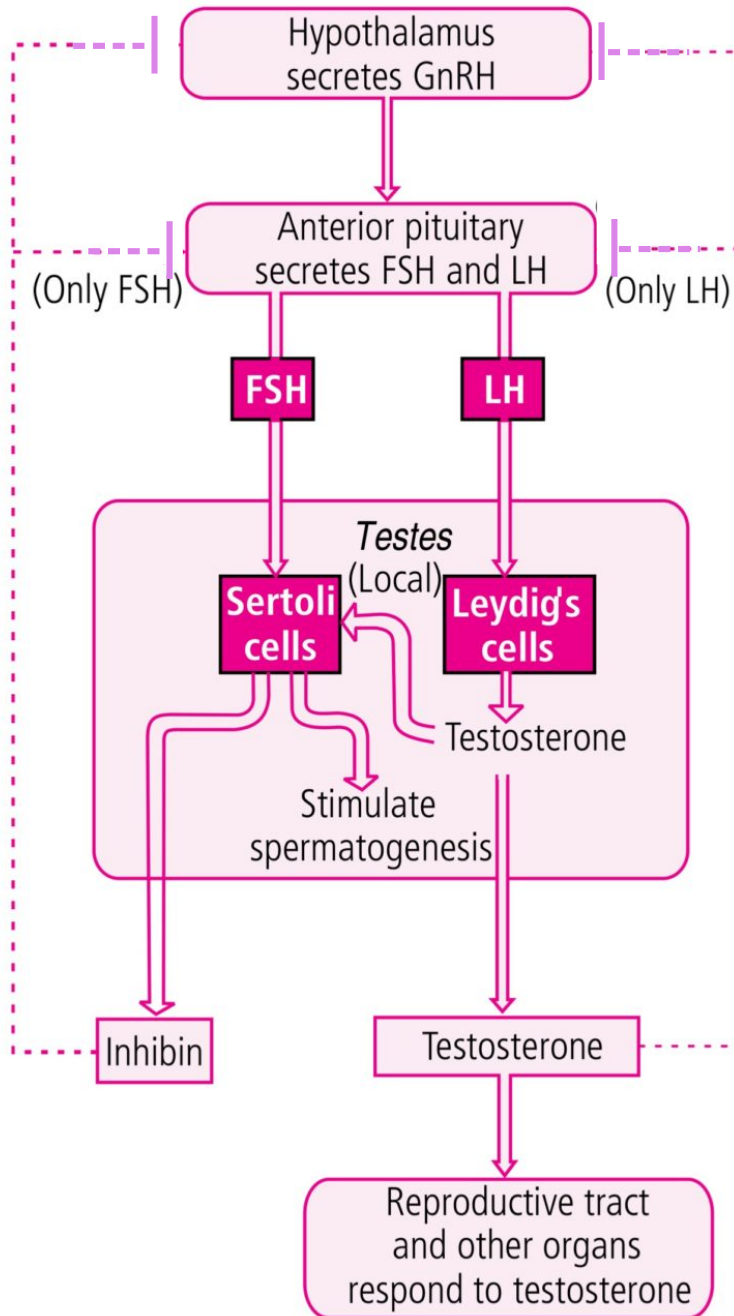 Hypothalamus
secretes GnRH
Anterior pituitary
secretes FSH and LH
(Only FSH)
(Only LH)
FSH
LH
Testes
(Local)
Sertoli
cells
Leydig's
cells
Testosterone
Stimulate
spermatogenesis
Inhibin
Testosterone
Reproductive tract
and other organs
respond to testosterone